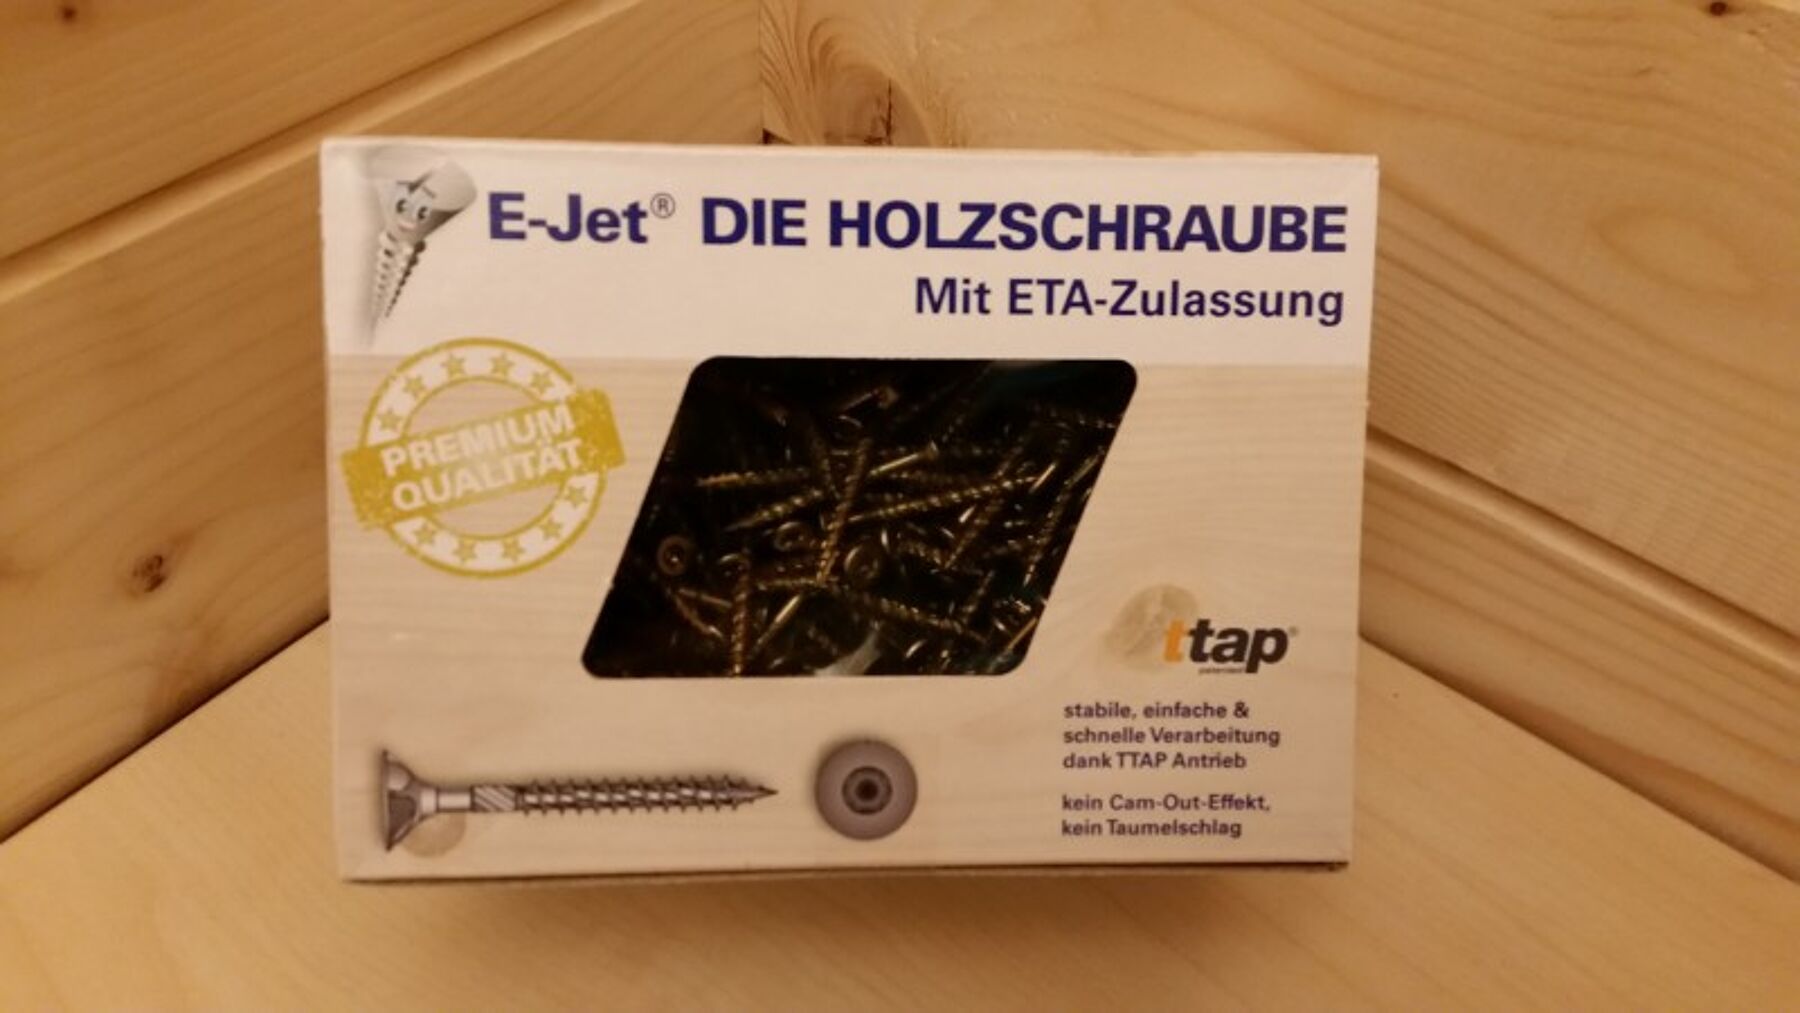 E-Jet® DIE HOLZSCHRAUBE
Mit ETA-Zulassung
PREMIUM
QUALITÄT
ttap®
stabile, einfache &
schnelle Verarbeitung
dank TTAP Antrieb
kein Cam-Out-Effekt,
kein Taumelschlag